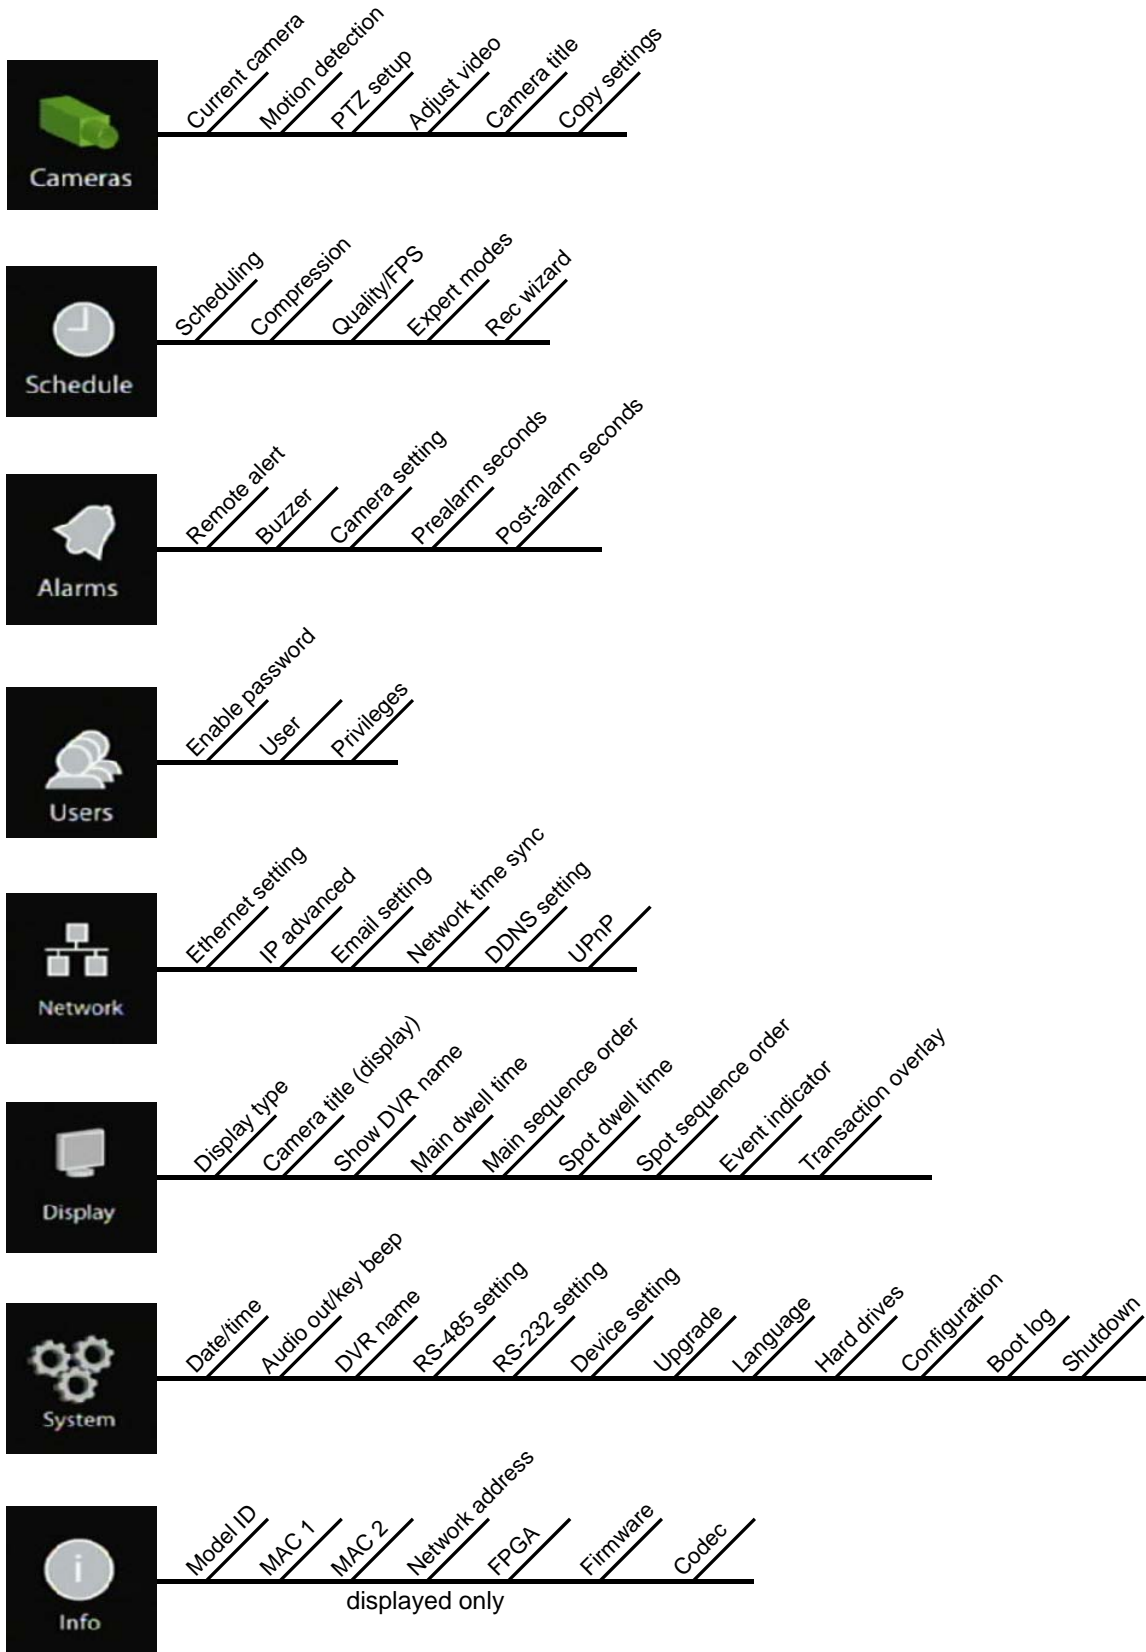 Cameras
Current camera
Motion detection
PTZ setup
Adjust video
Camera title
Copy settings
Schedule
Scheduling
Compression
Quality/FPS
Expert modes
Rec wizard
Alarms
Remote alert
Buzzer
Camera setting
Prealarm seconds
Post-alarm seconds
Users
Enable password
User
Privileges
Network
Ethernet setting
IP advanced
Email setting
Network time sync
DDNS setting
UPnP
Display
Display type
Camera title (display)
Show DVR name
Main dwell time
Main sequence order
Spot dwell time
Spot sequence order
Event indicator
Transaction overlay
System
Date/time
Audio out/key beep
DVR name
RS-485 setting
RS-232 setting
Device setting
Upgrade
Language
Hard drives
Configuration
Boot log
Shutdown
i
Info
Model ID
MAC 1
MAC 2
Network address
FPGA
Firmware
Codec
displayed only